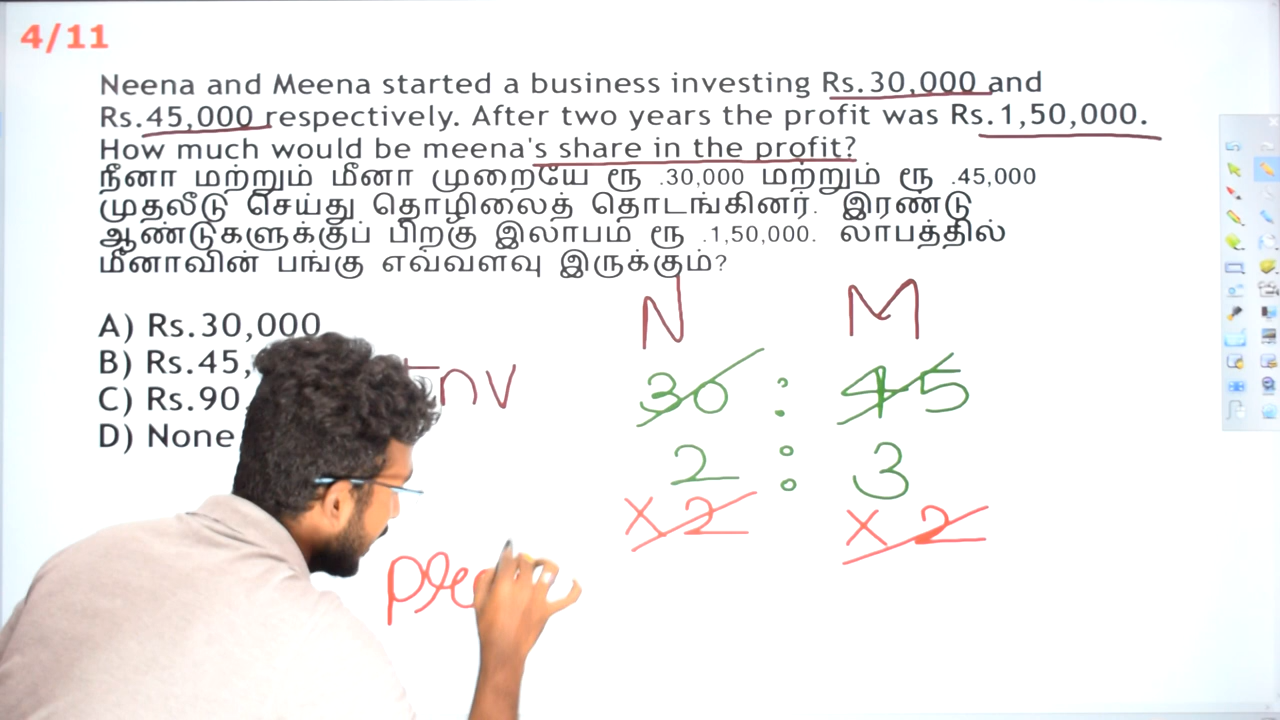 4/11
Neena and Meena started a business investing Rs.30,000 and
Rs.45,000 respectively. After two years the profit was Rs.1,50,000.
How much would be meena's share in the profit?
நீனா மற்றும் மீனா முறையே ரூ .30,000 மற்றும் ரூ .45,000
முதலீடு செய்து தொழிலைத் தொடங்கினர். இரண்டு
ஆண்டுகளுக்குப் பிறகு இலாபம் ரூ .1,50,000. லாபத்தில்
மீனாவின் பங்கு எவ்வளவு இருக்கும்?
A) Rs.30,000
B) Rs.45,
C) Rs.90
D) None
N M
Inv 30 : 45
2 : 3
×2 ×2